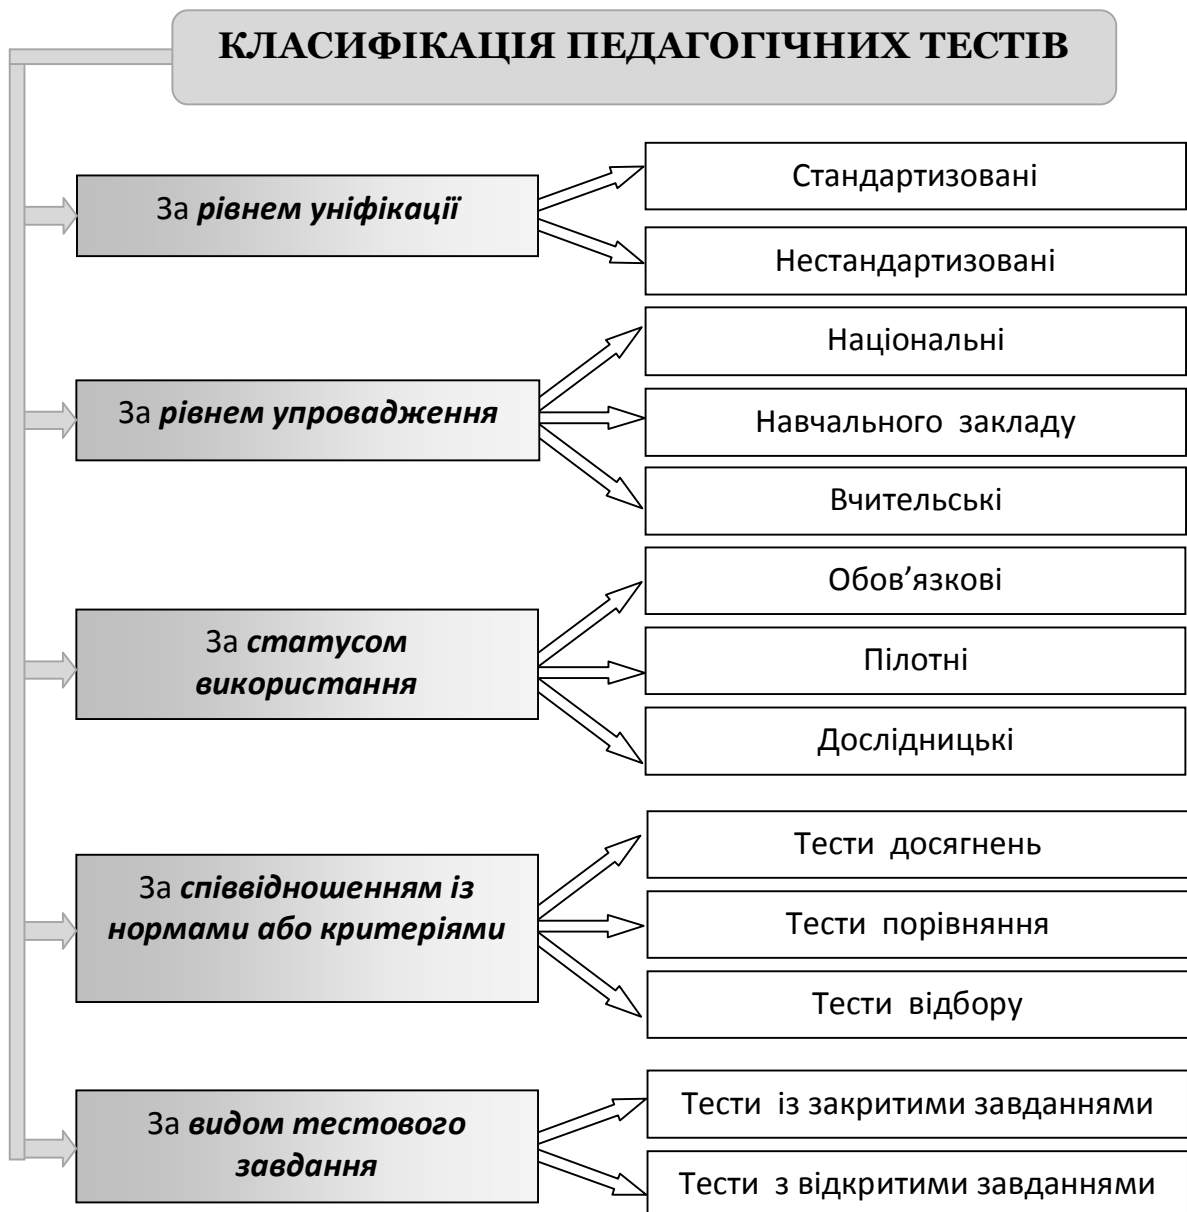 КЛАСИФІКАЦІЯ ПЕДАГОГІЧНИХ ТЕСТІВ
За рівнем уніфікації
Стандартизовані
Нестандартизовані
За рівнем упровадження
Національні
Навчального закладу
Вчительські
За статусом
використання
Обов’язкові
Пілотні
Дослідницькі
За співвідношенням із
нормами або критеріями
Тести досягнень
Тести порівняння
Тести відбору
За видом тестового
завдання
Тести із закритими завданнями
Тести з відкритими завданнями